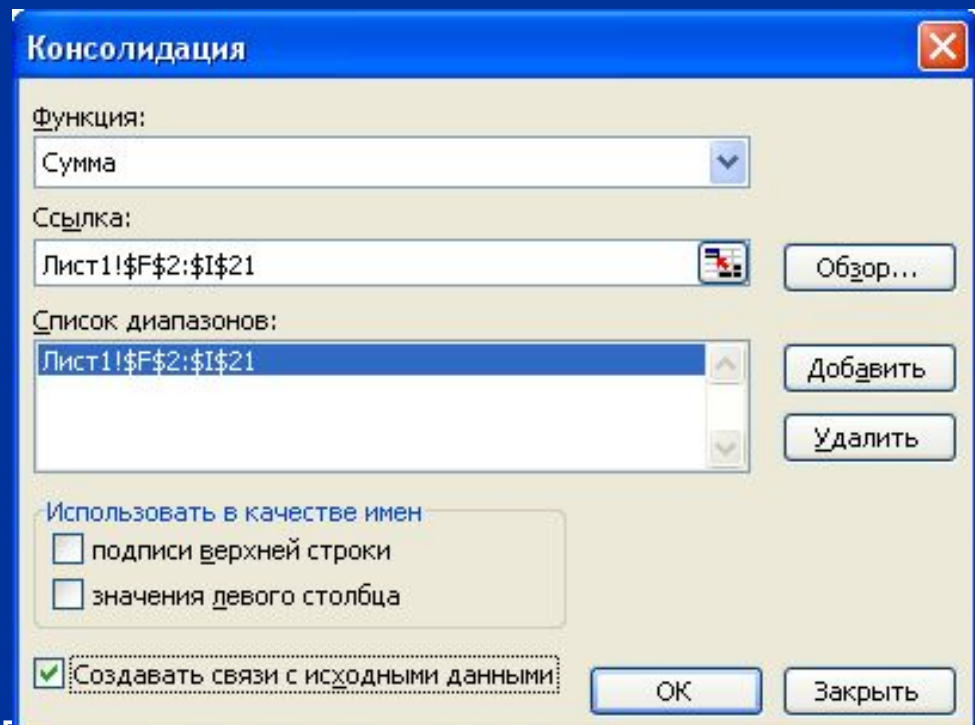 Консолидация
Функция:
Сумма
Ссылка:
Лист1!$F$2:$I$21
Обзор...
Список диапазонов:
Лист1!$F$2:$I$21
Добавить
Удалить
Использовать в качестве имен
подписи верхней строки
значения левого столбца
Создавать связи с исходными данными
ОК
Закрыть